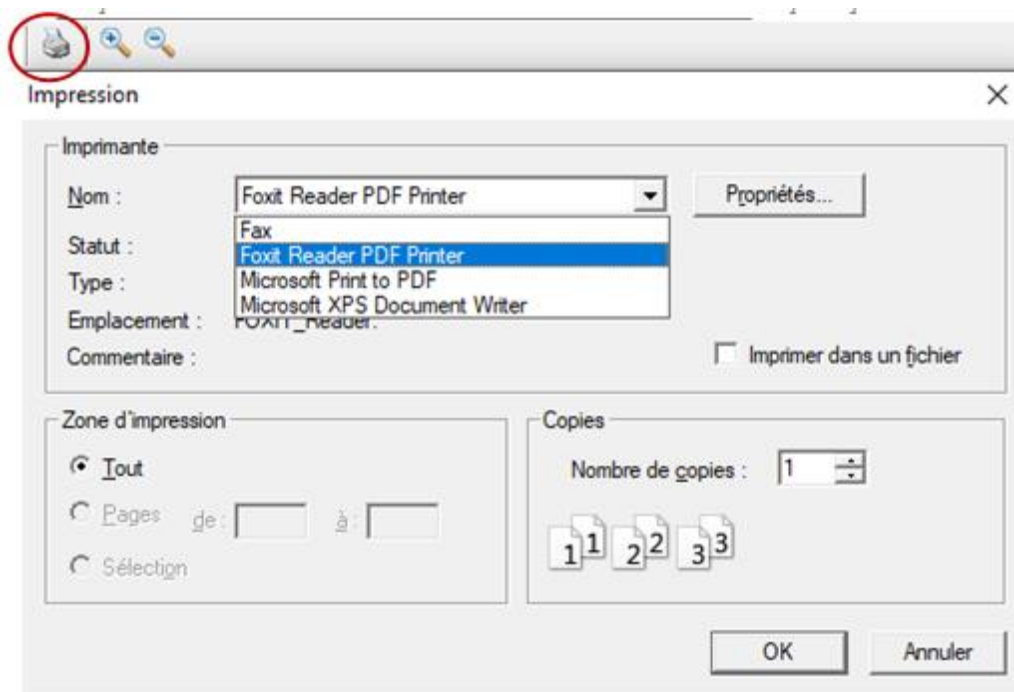 Impression
Imprimante
Nom : Foxit Reader PDF Printer Propriétés...
Fax
Statut : Foxit Reader PDF Printer
Type : Microsoft Print to PDF
Microsoft XPS Document Writer
Emplacement : FOXIT_Reader:
Commentaire : Imprimer dans un fichier
Zone d'impression Copies
Tout Nombre de copies : 1
Pages de : à :
1 1 2 2 3 3
Sélection
OK Annuler